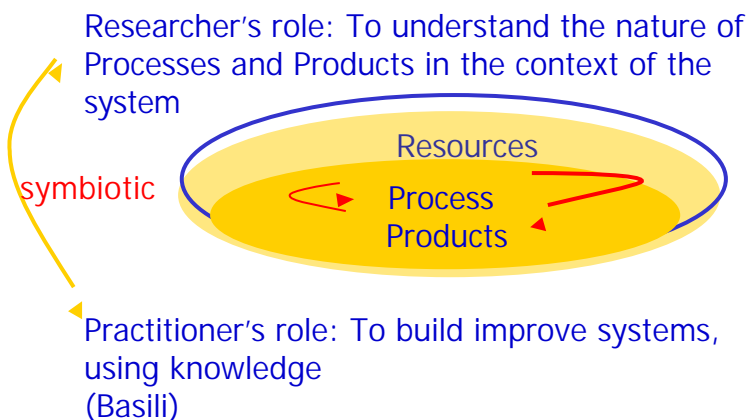 Researcher’s role: To understand the nature of
Processes and Products in the context of the
system
Resources
symbiotic
Process
Products
Practitioner’s role: To build improve systems,
using knowledge
(Basili)